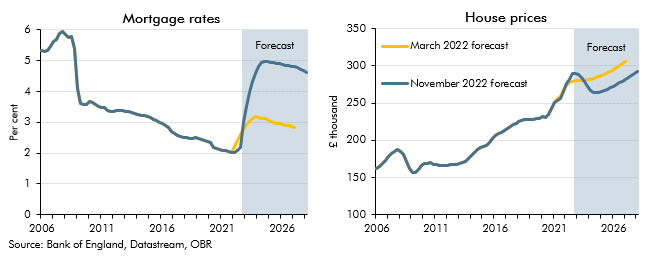 Mortgage rates
6
5
4
3
2
1
0
Per cent
Forecast
2006 2011 2016 2021 2026
House prices
350
300
250
200
150
100
£ thousand
March 2022 forecast
November 2022 forecast
Forecast
2006 2011 2016 2021 2026
Source: Bank of England, Datastream, OBR